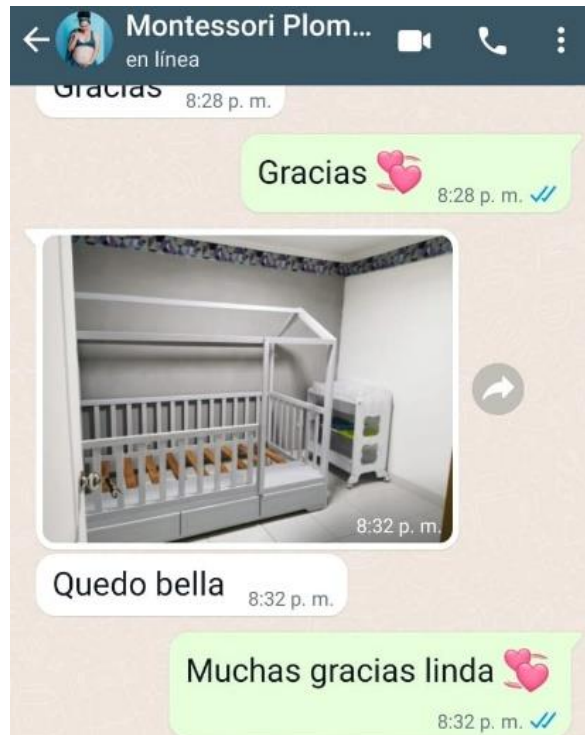 Montessori Plom...
en línea
Gracias
8:28 p. m.
Gracias 💞
8:28 p. m.
8:32 p. m.
Quedo bella
8:32 p. m.
Muchas gracias linda 💞
8:32 p. m.